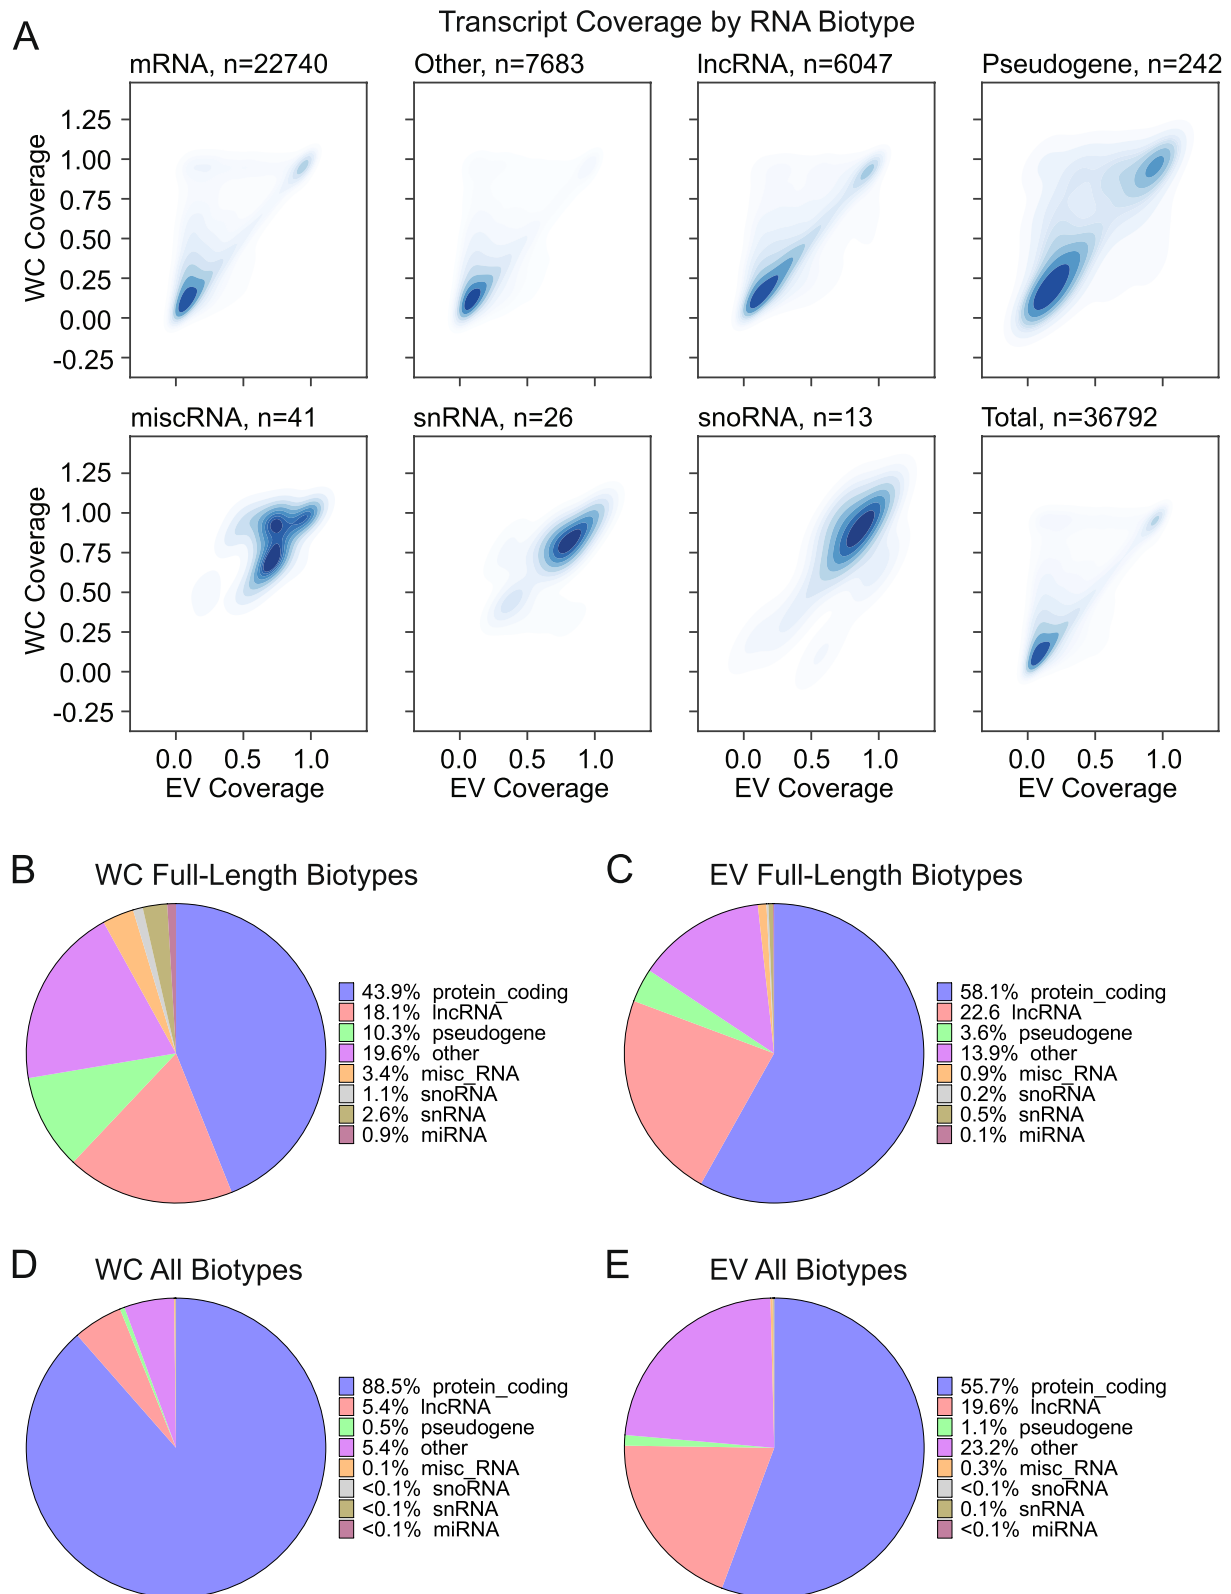 A
Transcript Coverage by RNA Biotype
mRNA, n=22740
Other, n=7683
lncRNA, n=6047
Pseudogene, n=242
WC Coverage
1.25
1.00
0.75
0.50
0.25
0.00
-0.25
miscRNA, n=41
snRNA, n=26
snoRNA, n=13
Total, n=36792
WC Coverage
1.25
1.00
0.75
0.50
0.25
0.00
-0.25
0.0 0.5 1.0
EV Coverage
0.0 0.5 1.0
EV Coverage
0.0 0.5 1.0
EV Coverage
0.0 0.5 1.0
EV Coverage
B
WC Full-Length Biotypes
43.9% protein_coding
18.1% lncRNA
10.3% pseudogene
19.6% other
3.4% misc_RNA
1.1% snoRNA
2.6% snRNA
0.9% miRNA
C
EV Full-Length Biotypes
58.1% protein_coding
22.6 lncRNA
3.6% pseudogene
13.9% other
0.9% misc_RNA
0.2% snoRNA
0.5% snRNA
0.1% miRNA
D
WC All Biotypes
88.5% protein_coding
5.4% lncRNA
0.5% pseudogene
5.4% other
0.1% misc_RNA
<0.1% snoRNA
<0.1% snRNA
<0.1% miRNA
E
EV All Biotypes
55.7% protein_coding
19.6% lncRNA
1.1% pseudogene
23.2% other
0.3% misc_RNA
<0.1% snoRNA
0.1% snRNA
<0.1% miRNA